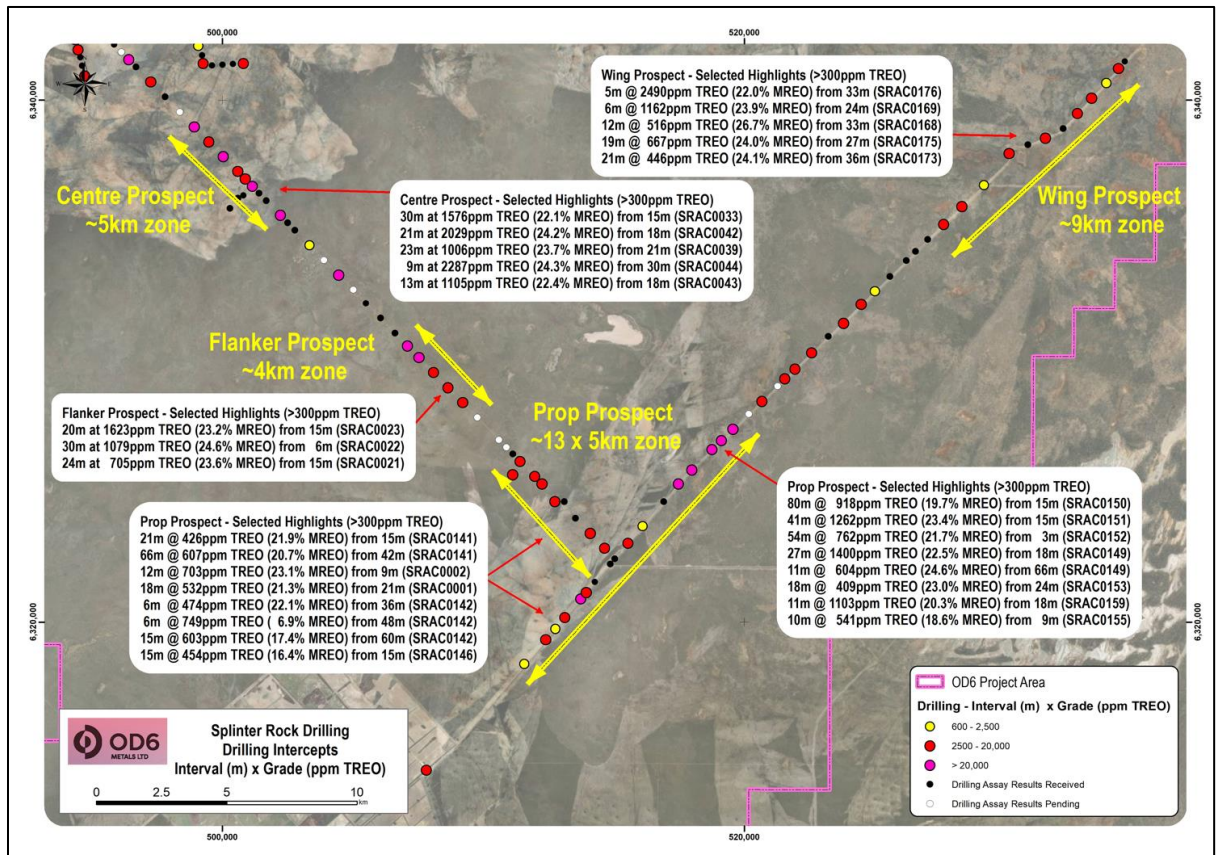 500,000
520,000
6,340,000
6,340,000
Wing Prospect - Selected Highlights (>300ppm TREO)
5m @ 2490ppm TREO (22.0% MREO) from 33m (SRAC0176)
6m @ 1162ppm TREO (23.9% MREO) from 24m (SRAC0169)
12m @ 516ppm TREO (26.7% MREO) from 33m (SRAC0168)
19m @ 667ppm TREO (24.0% MREO) from 27m (SRAC0175)
21m @ 446ppm TREO (24.1% MREO) from 36m (SRAC0173)
Centre Prospect
~5km zone
Centre Prospect - Selected Highlights (>300ppm TREO)
30m at 1576ppm TREO (22.1% MREO) from 15m (SRAC0033)
21m at 2029ppm TREO (24.2% MREO) from 18m (SRAC0042)
23m at 1006ppm TREO (23.7% MREO) from 21m (SRAC0039)
9m at 2287ppm TREO (24.3% MREO) from 30m (SRAC0044)
13m at 1105ppm TREO (22.4% MREO) from 18m (SRAC0043)
Wing Prospect
~9km zone
Flanker Prospect
~4km zone
Flanker Prospect - Selected Highlights (>300ppm TREO)
20m at 1623ppm TREO (23.2% MREO) from 15m (SRAC0023)
30m at 1079ppm TREO (24.6% MREO) from 6m (SRAC0022)
24m at 705ppm TREO (23.6% MREO) from 15m (SRAC0021)
Prop Prospect
~13 x 5km zone
Prop Prospect - Selected Highlights (>300ppm TREO)
21m @ 426ppm TREO (21.9% MREO) from 15m (SRAC0141)
66m @ 607ppm TREO (20.7% MREO) from 42m (SRAC0141)
12m @ 703ppm TREO (23.1% MREO) from 9m (SRAC0002)
18m @ 532ppm TREO (21.3% MREO) from 21m (SRAC0001)
6m @ 474ppm TREO (22.1% MREO) from 36m (SRAC0142)
6m @ 749ppm TREO ( 6.9% MREO) from 48m (SRAC0142)
15m @ 603ppm TREO (17.4% MREO) from 60m (SRAC0142)
15m @ 454ppm TREO (16.4% MREO) from 15m (SRAC0146)
Prop Prospect - Selected Highlights (>300ppm TREO)
80m @ 918ppm TREO (19.7% MREO) from 15m (SRAC0150)
41m @ 1262ppm TREO (23.4% MREO) from 15m (SRAC0151)
54m @ 762ppm TREO (21.7% MREO) from 3m (SRAC0152)
27m @ 1400ppm TREO (22.5% MREO) from 18m (SRAC0149)
11m @ 604ppm TREO (24.6% MREO) from 66m (SRAC0149)
18m @ 409ppm TREO (23.0% MREO) from 24m (SRAC0153)
11m @ 1103ppm TREO (20.3% MREO) from 18m (SRAC0159)
10m @ 541ppm TREO (18.6% MREO) from 9m (SRAC0155)
6,320,000
6,320,000
OD6 Project Area
Drilling - Interval (m) x Grade (ppm TREO)
600 - 2,500
2500 - 20,000
> 20,000
Drilling Assay Results Received
Drilling Assay Results Pending
OD6
METALS LTD
Splinter Rock Drilling
Drilling Intercepts
Interval (m) x Grade (ppm TREO)
0 2.5 5 10
km
500,000
520,000